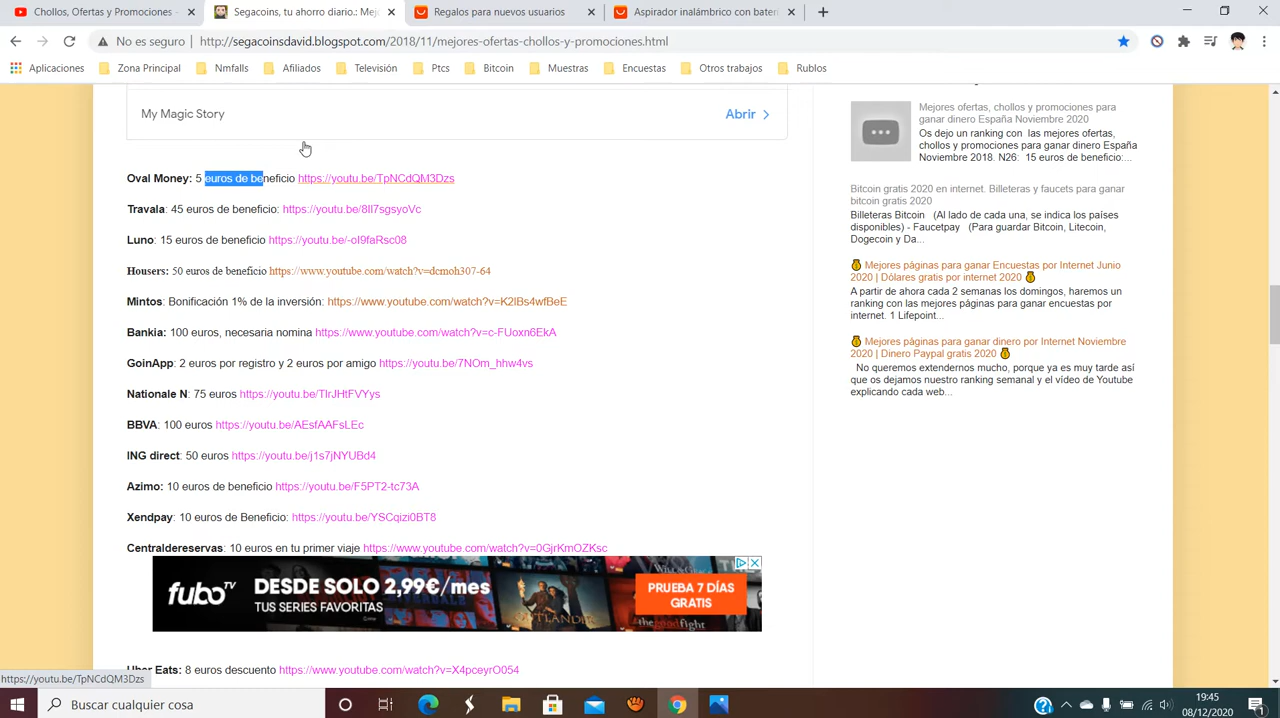 Chollos, Ofertas y Promociones -
Segacoins, tu ahorro diario.: Mej
Regalos para nuevos usuarios
Aspirador inalámbrico con bater
No es seguro
http://segacoinsdavid.blogspot.com/2018/11/mejores-ofertas-chollos-y-promociones.html
Aplicaciones
Zona Principal
Nmfalls
Afiliados
Televisión
Ptcs
Bitcoin
Muestras
Encuestas
Otros trabajos
Rublos
My Magic Story
Abrir
Oval Money: 5 euros de beneficio https://youtu.be/TpNCdQM3Dzs
Travala: 45 euros de beneficio: https://youtu.be/8Il7sgsyoVc
Luno: 15 euros de beneficio https://youtu.be/-oI9faRsc08
Housers: 50 euros de beneficio https://www.youtube.com/watch?v=dcmoh307-64
Mintos: Bonificación 1% de la inversión: https://www.youtube.com/watch?v=K2IBs4wfBeE
Bankia: 100 euros, necesaria nomina https://www.youtube.com/watch?v=c-FUoxn6EkA
GoinApp: 2 euros por registro y 2 euros por amigo https://youtu.be/7NOm_hhw4vs
Nationale N: 75 euros https://youtu.be/TIrJHtFVYys
BBVA: 100 euros https://youtu.be/AEsfAAFsLEc
ING direct: 50 euros https://youtu.be/j1s7jNYUBd4
Azimo: 10 euros de beneficio https://youtu.be/F5PT2-tc73A
Xendpay: 10 euros de Beneficio: https://youtu.be/YSCqizi0BT8
Centraldereservas: 10 euros en tu primer viaje https://www.youtube.com/watch?v=0GjrKmOZKsc
fubo TV
DESDE SOLO 2,99€/mes
TUS SERIES FAVORITAS
OUTLANDER
PRUEBA 7 DÍAS
GRATIS
the good fight
Uber Eats: 8 euros descuento https://www.youtube.com/watch?v=X4pceyrO054
Mejores ofertas, chollos y promociones para
ganar dinero España Noviembre 2020
Os dejo un ranking con las mejores ofertas,
chollos y promociones para ganar dinero España
Noviembre 2018. N26: 15 euros de beneficio:...
Bitcoin gratis 2020 en internet. Billeteras y faucets para ganar
bitcoin gratis 2020
Billeteras Bitcoin (Al lado de cada una, se indica los países
disponibles) - Faucetpay (Para guardar Bitcoin, Litecoin,
Dogecoin y Da...
Mejores páginas para ganar Encuestas por Internet Junio
2020 | Dólares gratis por internet 2020
A partir de ahora cada 2 semanas los domingos, haremos un
ranking con las mejores páginas para ganar encuestas por
internet. 1 Lifepoint...
Mejores páginas para ganar dinero por Internet Noviembre
2020 | Dinero Paypal gratis 2020
No queremos extendernos mucho, porque ya es muy tarde así
que os dejamos nuestro ranking semanal y el vídeo de Youtube
explicando cada web...
https://youtu.be/TpNCdQM3Dzs
Buscar cualquier cosa
19:45
08/12/2020